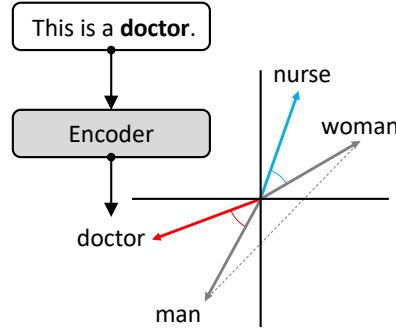 This is a doctor.
nurse
woman
Encoder
doctor
man